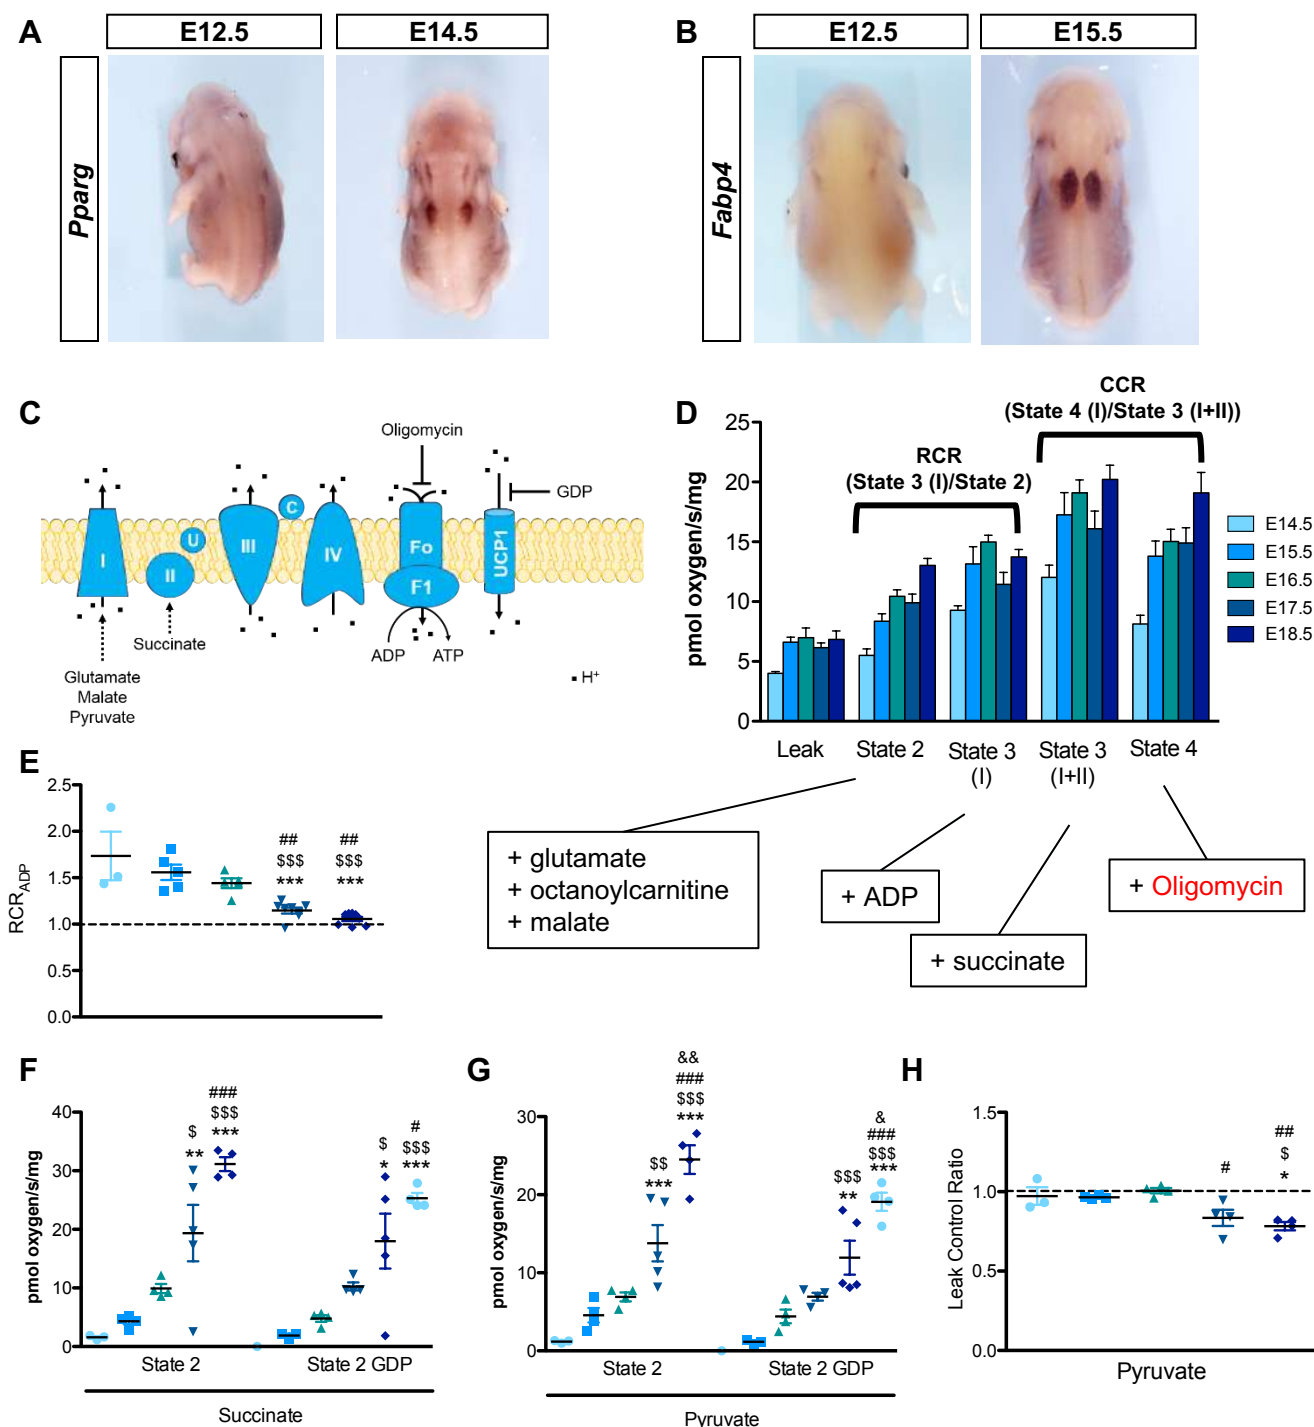 A
E12.5
E14.5
Pparg
B
E12.5
E15.5
Fabp4
C
Oligomycin
GDP
I
II
U
III
C
IV
Fo
F1
UCP1
Succinate
ADP
ATP
Glutamate
Malate
Pyruvate
H+
D
CCR
(State 4 (I)/State 3 (I+II))
RCR
(State 3 (I)/State 2)
pmol oxygen/s/mg
25
20
15
10
5
0
Leak
State 2
State 3
(I)
State 3
(I+II)
State 4
E14.5
E15.5
E16.5
E17.5
E18.5
+ glutamate
+ octanoylcarnitine
+ malate
+ ADP
+ succinate
+ Oligomycin
E
RCR ADP
2.5
2.0
1.5
1.0
0.5
0.0
##
$$$
***
##
$$$
***
F
pmol oxygen/s/mg
40
30
20
10
0
$
**
###
$$$
***
$
*
#
$$$
***
State 2
State 2 GDP
Succinate
G
pmol oxygen/s/mg
30
20
10
0
$$
***
&&
###
$$$
***
$$$
**
&
###
$$$
***
State 2
State 2 GDP
Pyruvate
H
Leak Control Ratio
1.5
1.0
0.5
0.0
#
##
$
*
Pyruvate